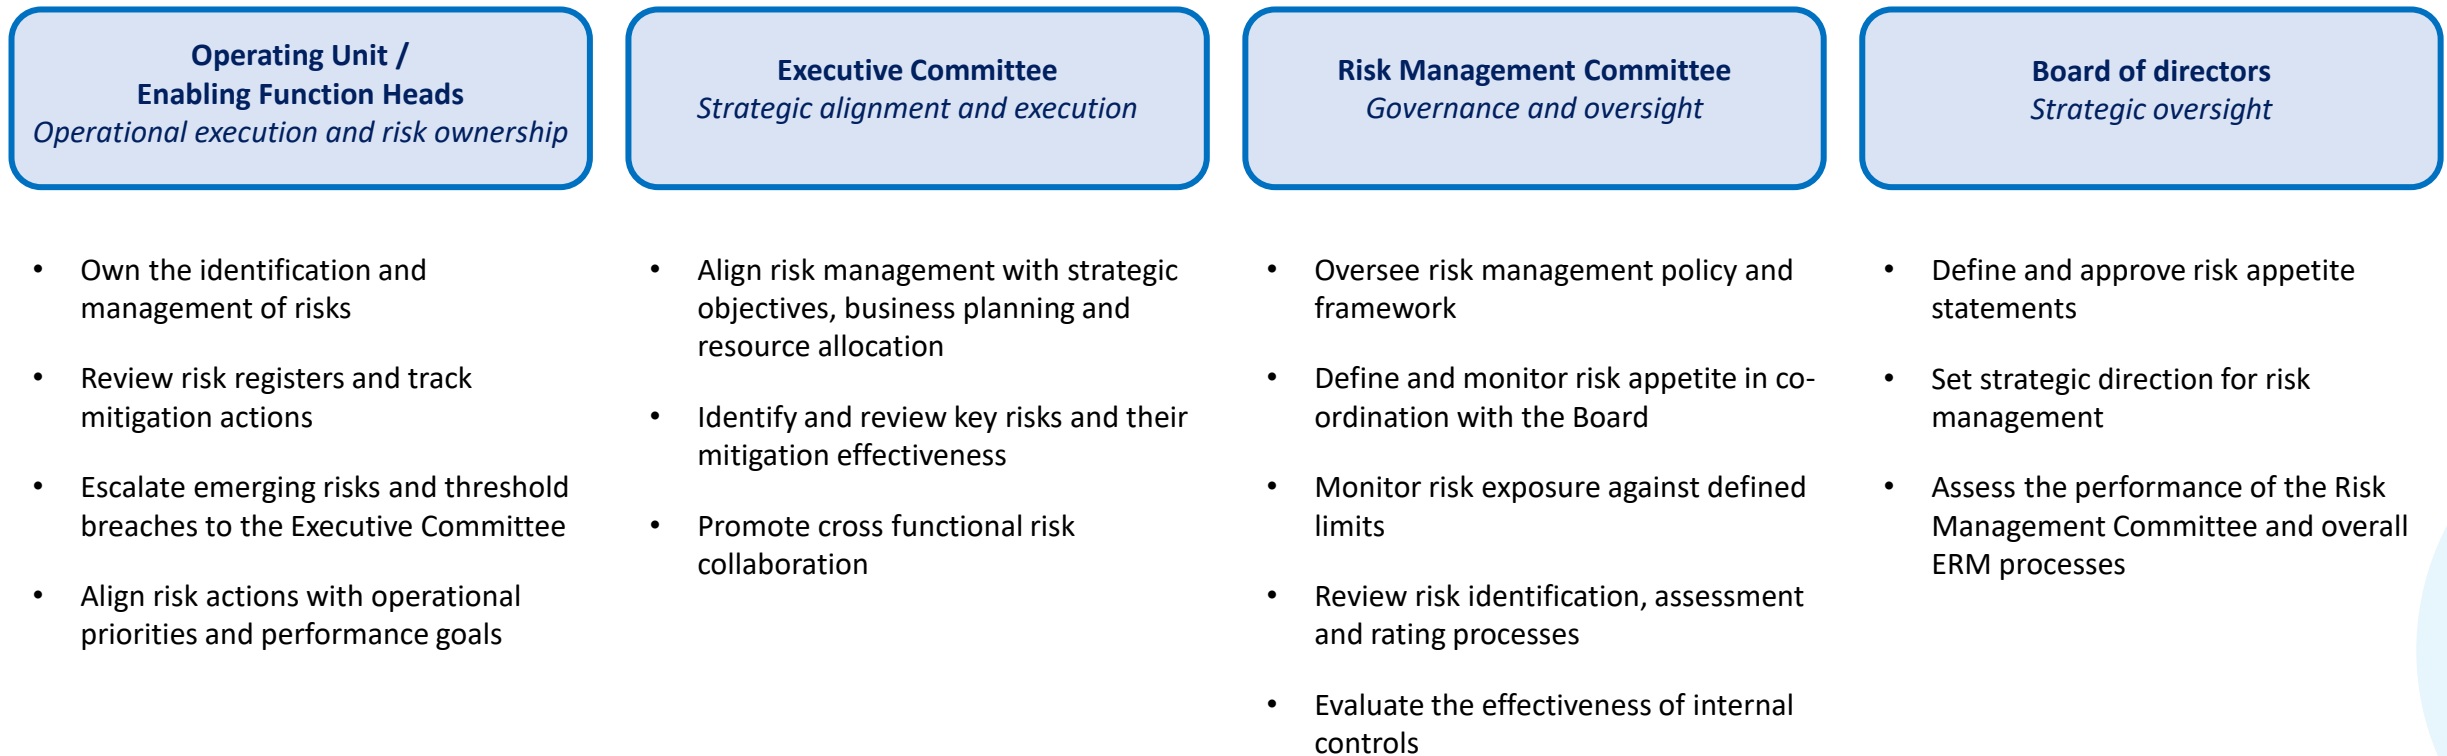 Operating Unit /
Enabling Function Heads
Operational execution and risk ownership
• Own the identification and
management of risks
• Review risk registers and track
mitigation actions
• Escalate emerging risks and threshold
breaches to the Executive Committee
• Align risk actions with operational
priorities and performance goals
Executive Committee
Strategic alignment and execution
• Align risk management with strategic
objectives, business planning and
resource allocation
• Identify and review key risks and their
mitigation effectiveness
• Promote cross functional risk
collaboration
Risk Management Committee
Governance and oversight
• Oversee risk management policy and
framework
• Define and monitor risk appetite in co-
ordination with the Board
• Monitor risk exposure against defined
limits
• Review risk identification, assessment
and rating processes
• Evaluate the effectiveness of internal
controls
Board of directors
Strategic oversight
• Define and approve risk appetite
statements
• Set strategic direction for risk
management
• Assess the performance of the Risk
Management Committee and overall
ERM processes